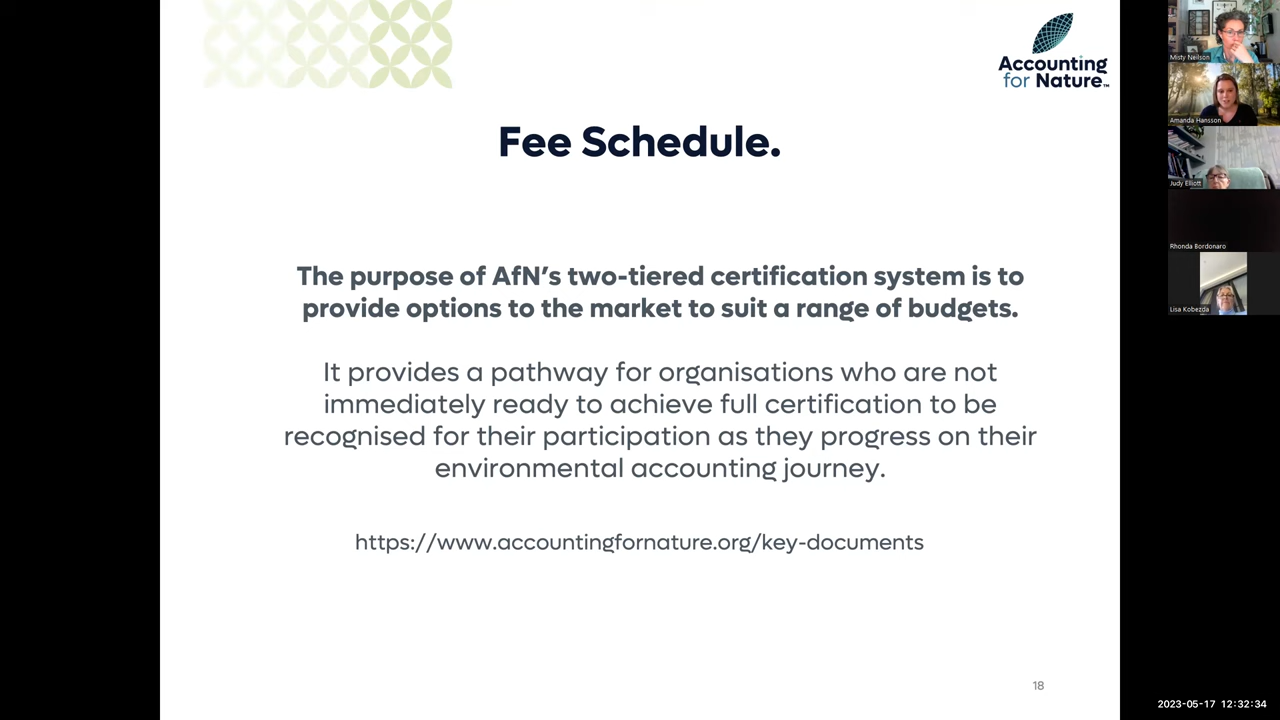 Accounting
for Nature™
Fee Schedule.
The purpose of AfN’s two-tiered certification system is to
provide options to the market to suit a range of budgets.
It provides a pathway for organisations who are not
immediately ready to achieve full certification to be
recognised for their participation as they progress on their
environmental accounting journey.
https://www.accountingfornature.org/key-documents
18
Misty Neilson
Amanda Hansson
Judy Elliott
Rhonda Bordonaro
Lisa Kobezda
2023-05-17 12:32:34